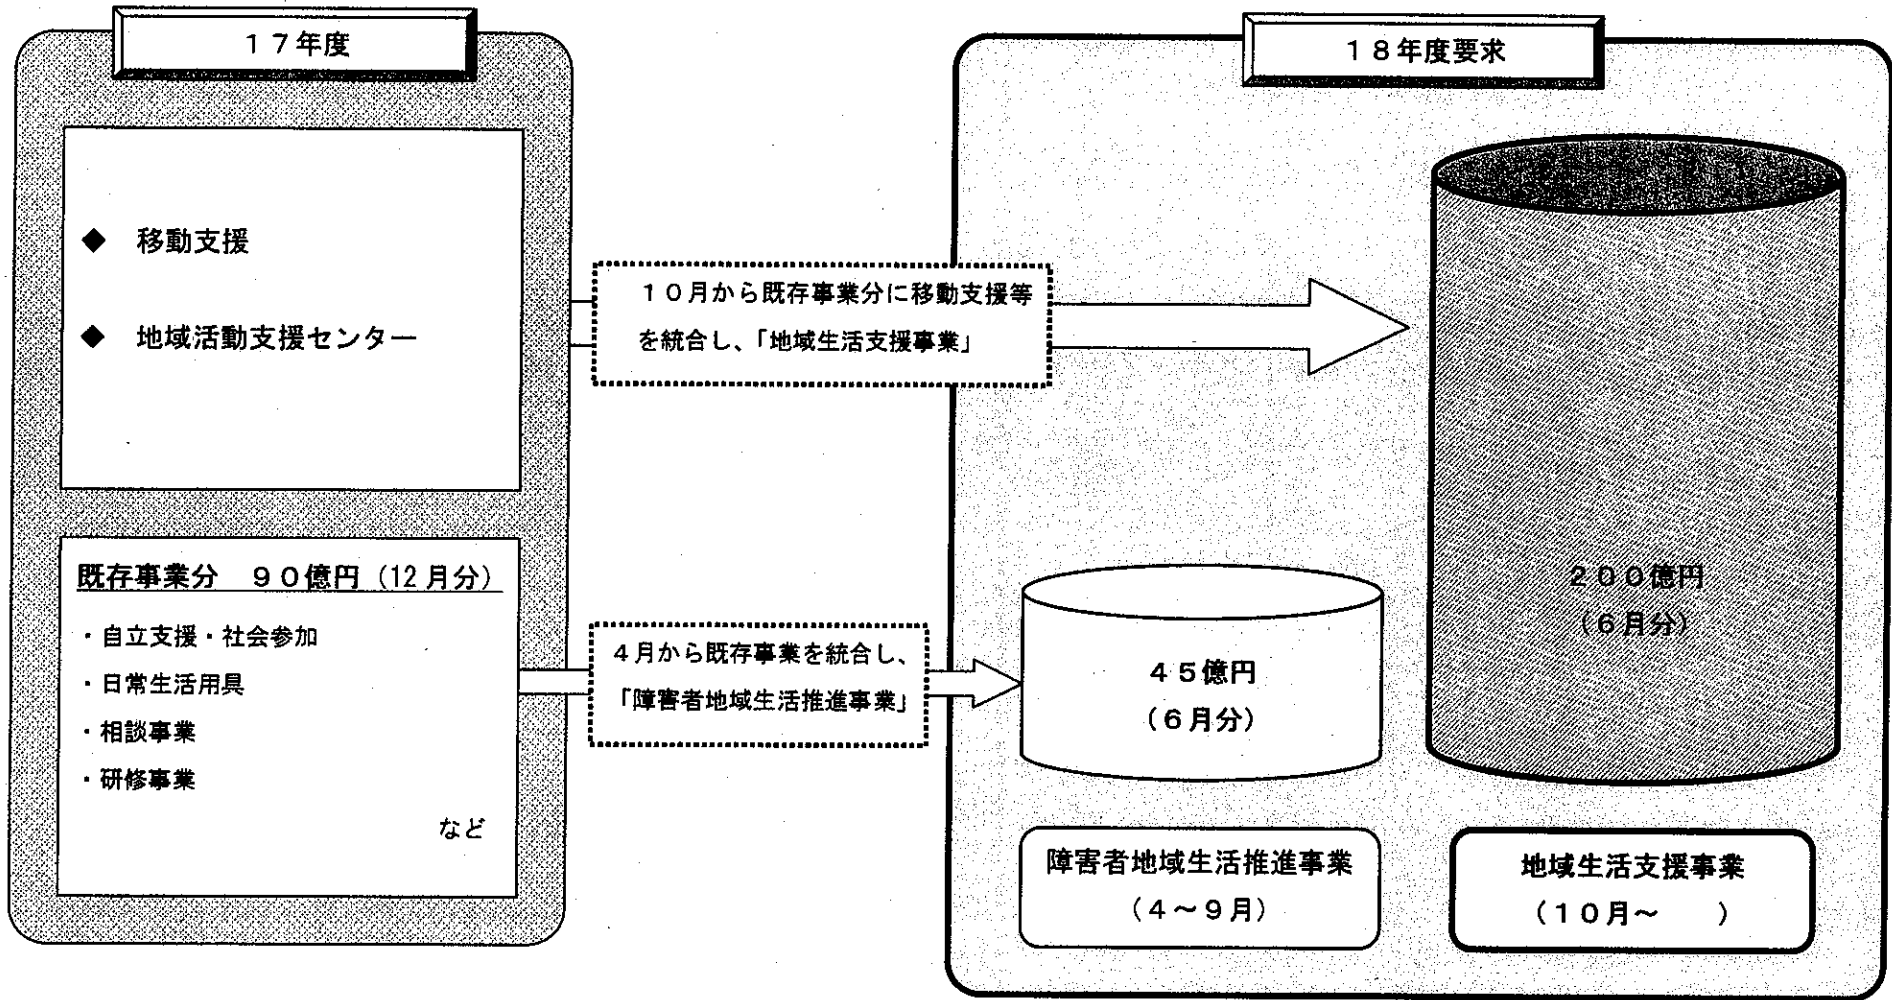 １７年度
◆　移動支援
◆　地域活動支援センター
既存事業分　９０億円（12月分）
・自立支援・社会参加
・日常生活用具
・相談事業
・研修事業
など
１０月から既存事業分に移動支援等
を統合し、「地域生活支援事業」
４月から既存事業を統合し、
「障害者地域生活推進事業」
１８年度要求
４５億円
（６月分）
２００億円
（６月分）
障害者地域生活推進事業
（４～９月）
地域生活支援事業
（１０月～　　）